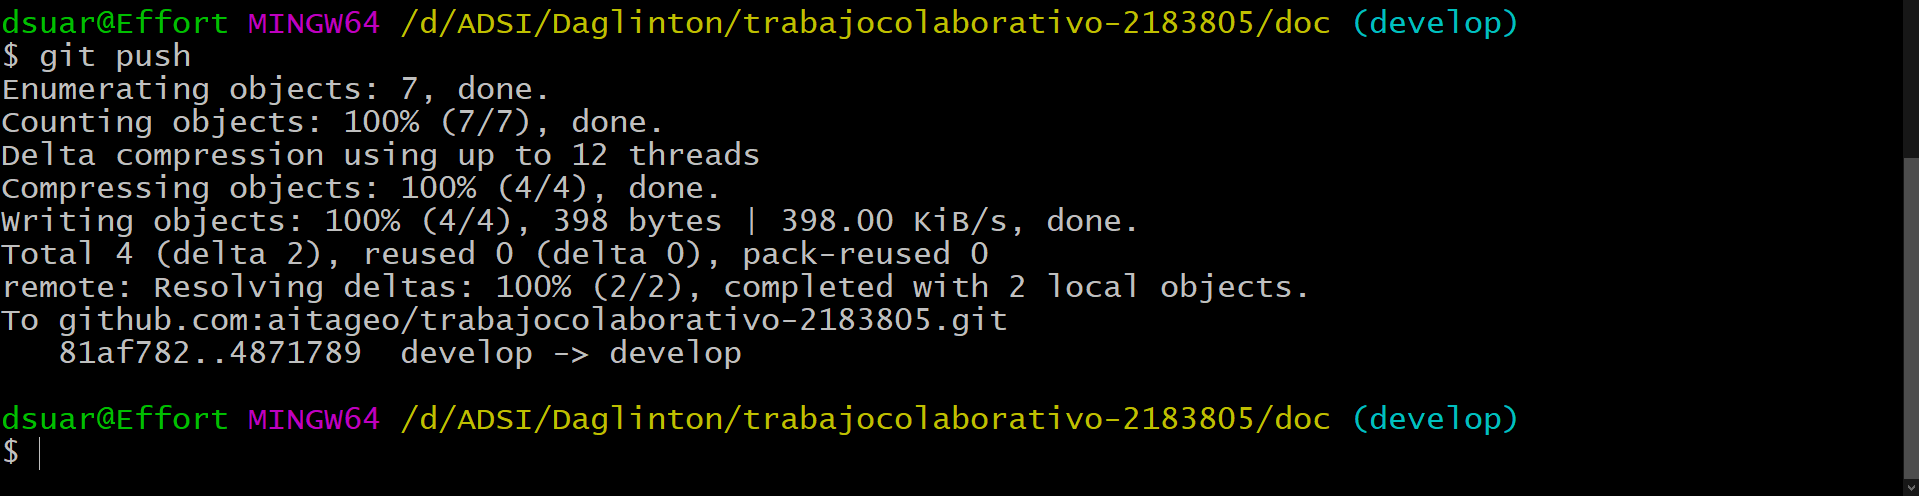 dsuar@Effort MINGW64 /d/ADSI/Daglinton/trabajocolaborativo-2183805/doc (develop)
$ git push
Enumerating objects: 7, done.
Counting objects: 100% (7/7), done.
Delta compression using up to 12 threads
Compressing objects: 100% (4/4), done.
Writing objects: 100% (4/4), 398 bytes | 398.00 KiB/s, done.
Total 4 (delta 2), reused 0 (delta 0), pack-reused 0
remote: Resolving deltas: 100% (2/2), completed with 2 local objects.
To github.com:aitageo/trabajocolaborativo-2183805.git
   81af782..4871789  develop -> develop

dsuar@Effort MINGW64 /d/ADSI/Daglinton/trabajocolaborativo-2183805/doc (develop)
$